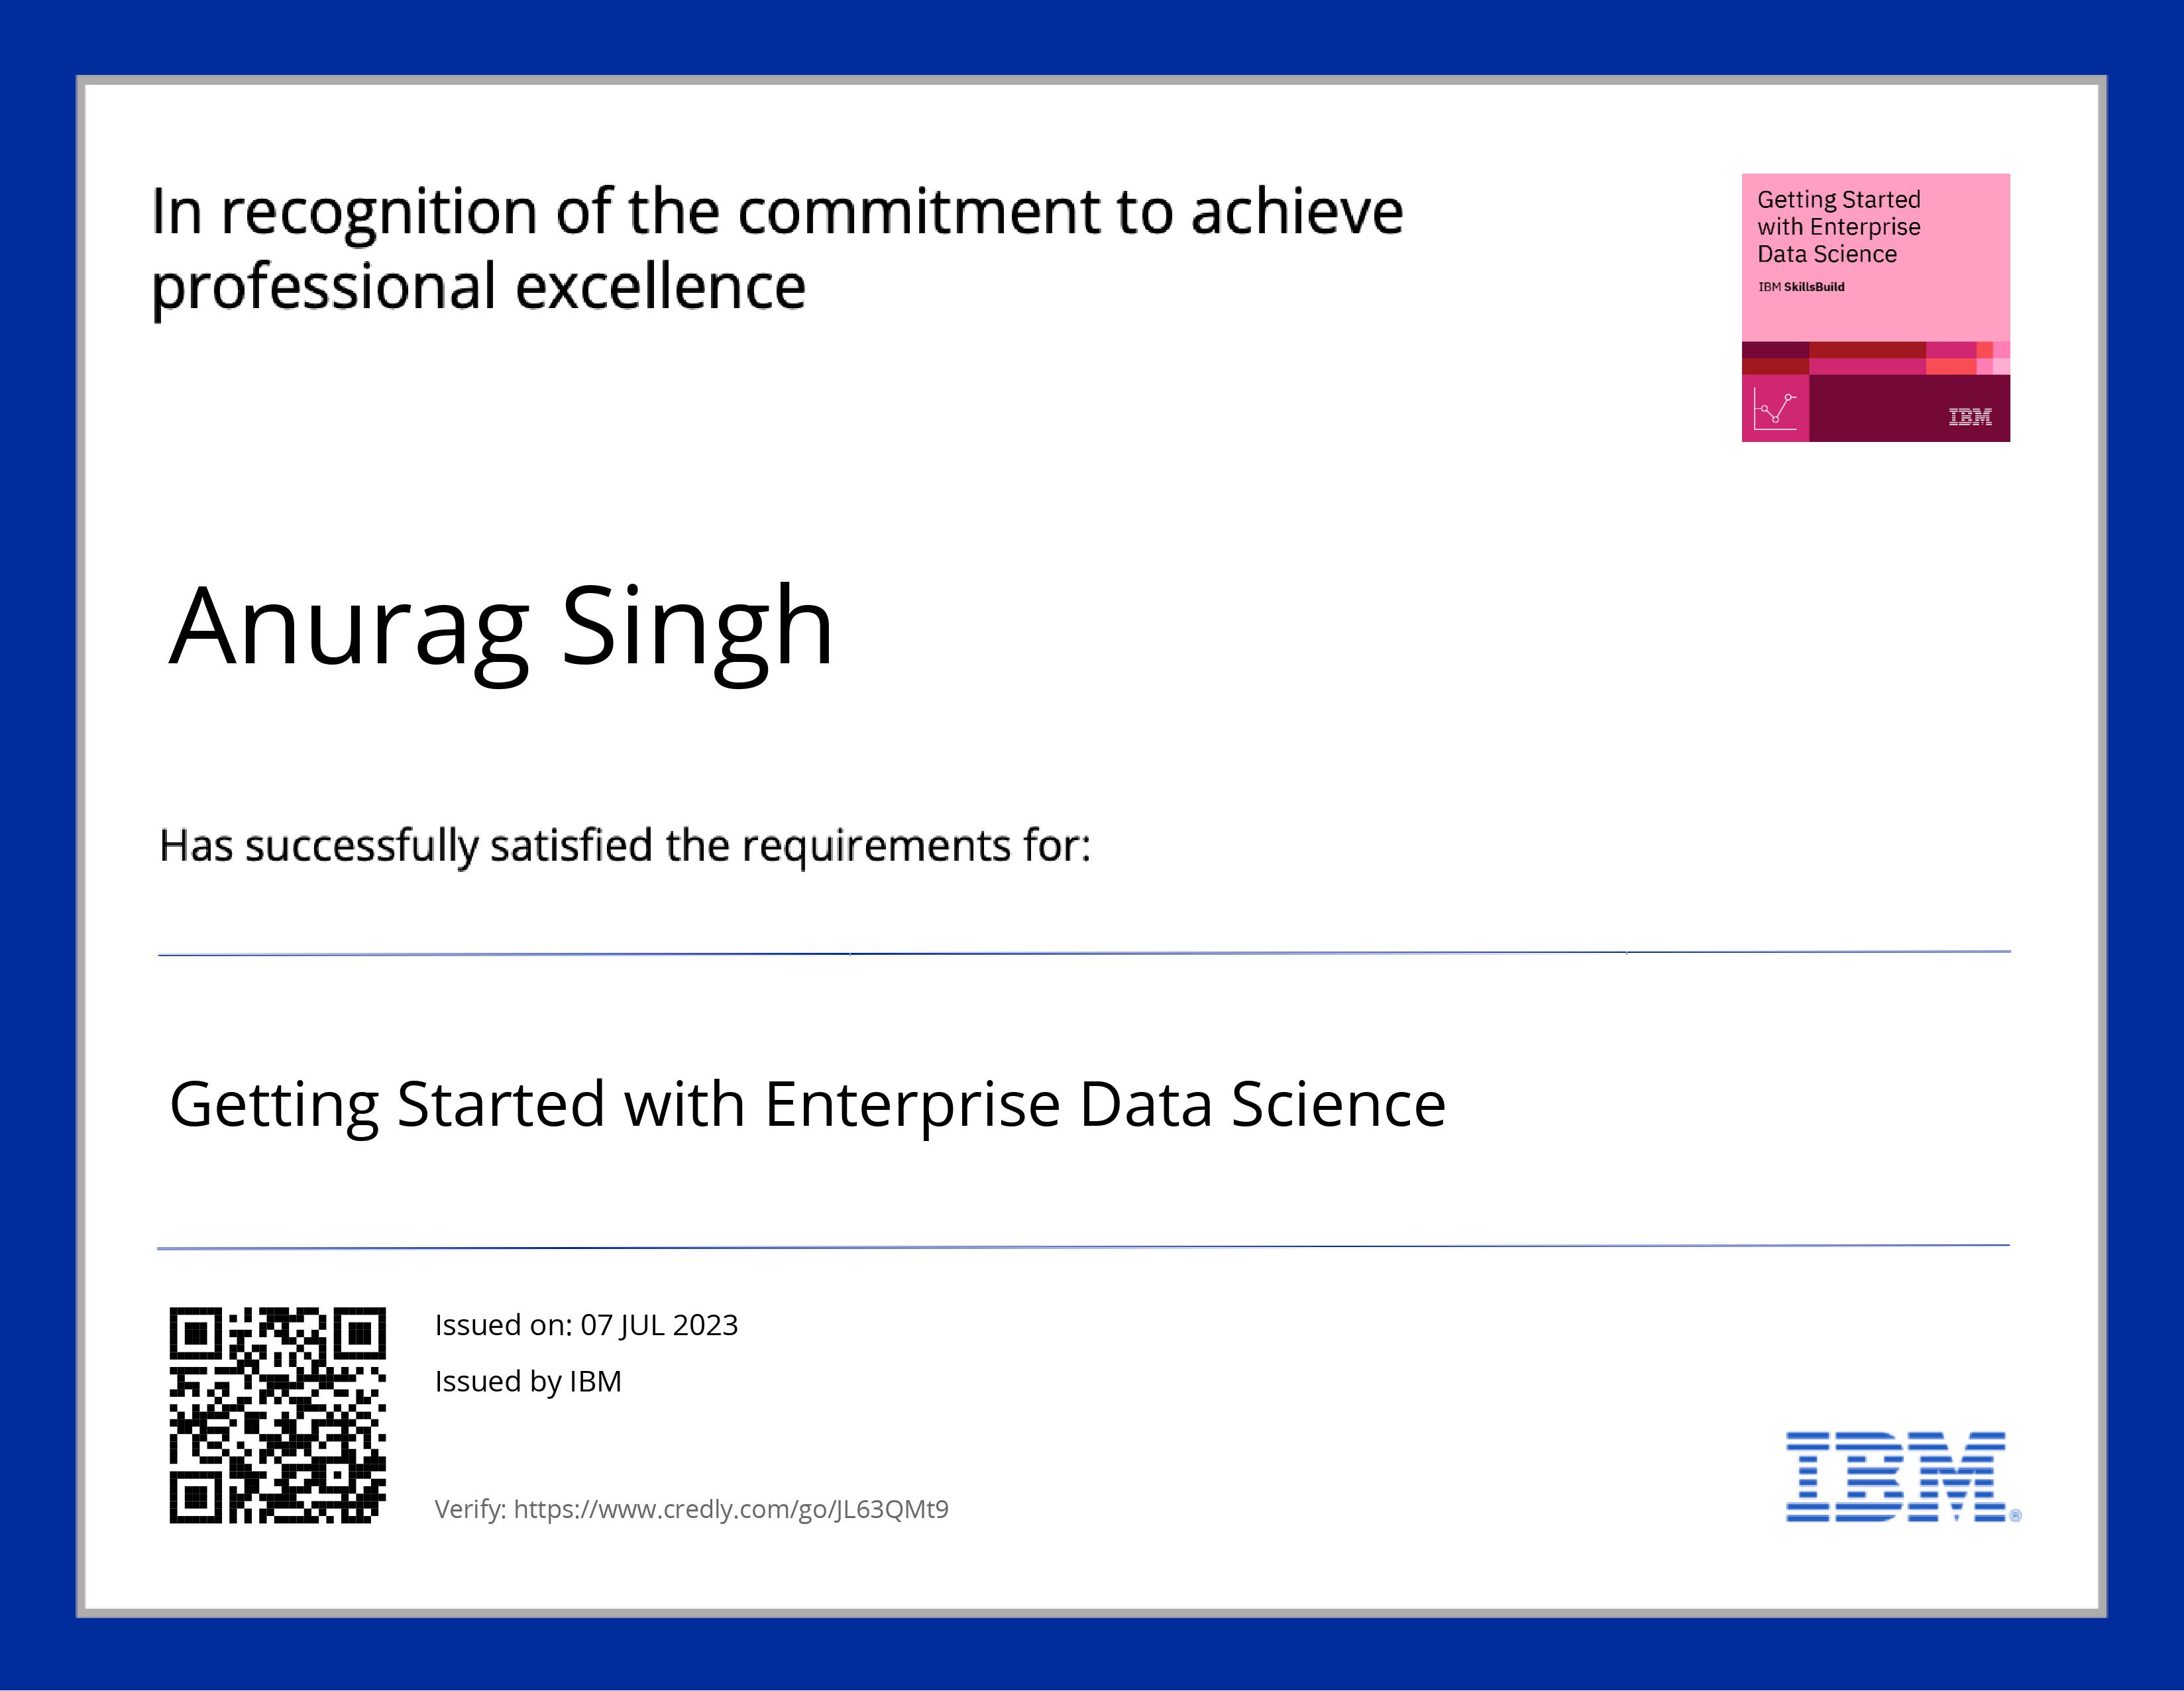 In recognition of the commitment to achieve
professional excellence
Getting Started
with Enterprise
Data Science
IBM SkillsBuild
IBM
Anurag Singh
Has successfully satisfied the requirements for:
Getting Started with Enterprise Data Science
Issued on: 07 JUL 2023
Issued by IBM
Verify: https://www.credly.com/go/JL63QMt9
IBM®